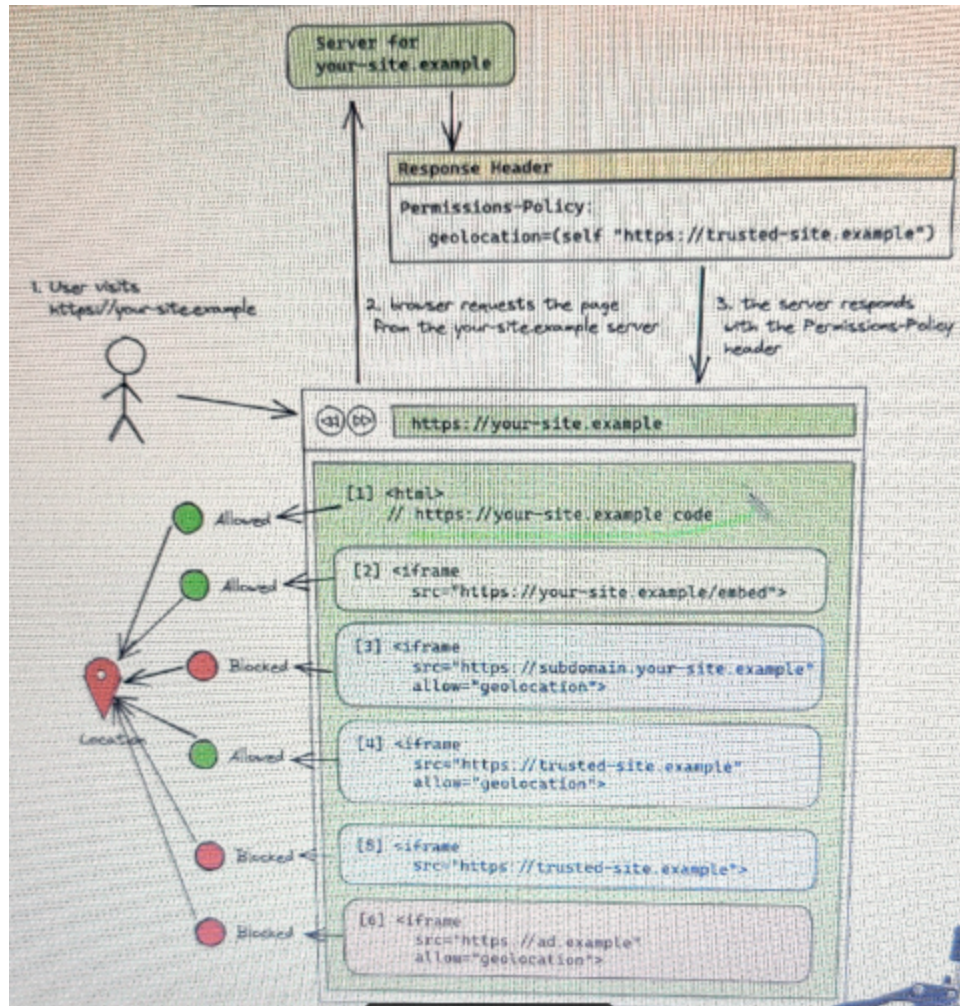 Server for
your-site.example
Response Header
Permissions-Policy:
geolocation=(self "https://trusted-site.example")
1. User visits
https://your-site.example
2. browser requests the page
from the your-site.example server
3. the server responds
with the Permissions-Policy
header
https://your-site.example
[1] <html>
// https://your-site.example code
Allowed
[2] <iframe
src="https://your-site.example/embed">
Allowed
[3] <iframe
src="https://subdomain.your-site.example"
allow="geolocation">
Blocked
Location
[4] <iframe
src="https://trusted-site.example"
allow="geolocation">
Allowed
[5] <iframe
src="https://trusted-site.example">
Blocked
[6] <iframe
src="https://ad.example"
allow="geolocation">
Blocked